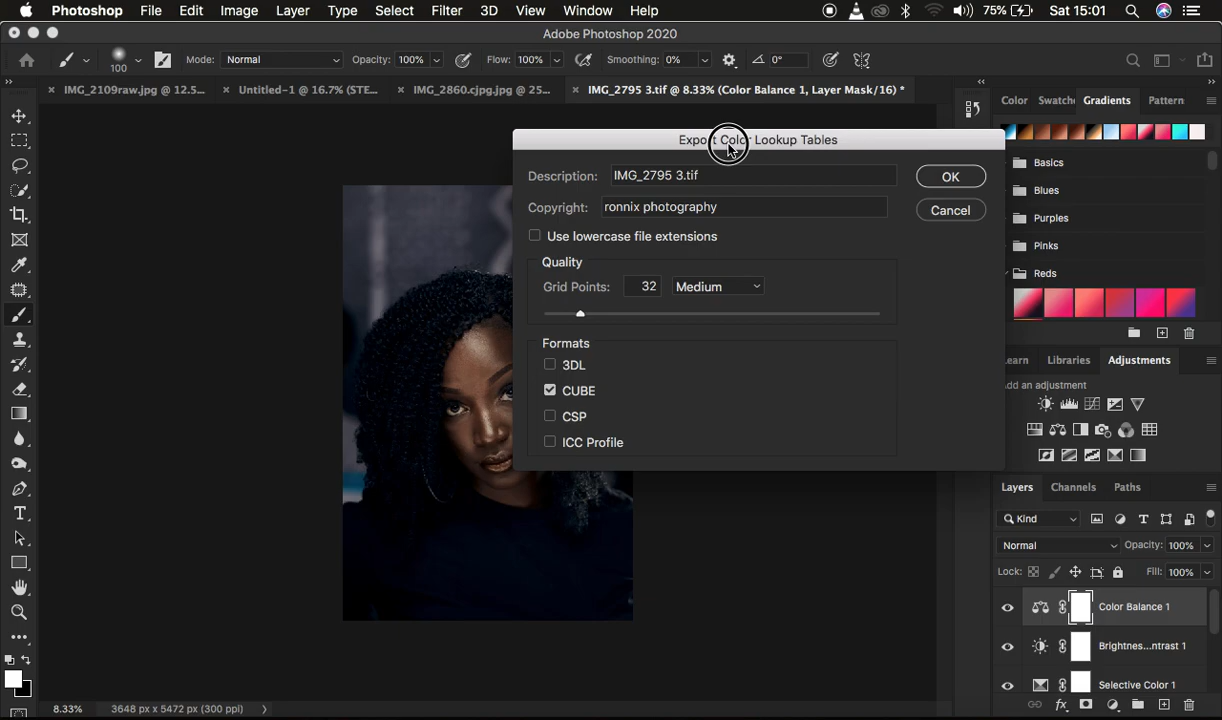 Photoshop File Edit Image Layer Type Select Filter 3D View Window Help 75% Sat 15:01
Adobe Photoshop 2020
100 Mode: Normal Opacity: 100% Flow: 100% Smoothing: 0% 0°
IMG_2109raw.jpg @ 12.5... Untitled-1 @ 16.7% (STE... IMG_2860.cjpg.jpg @ 25... IMG_2795 3.tif @ 8.33% (Color Balance 1, Layer Mask/16) *
Color Swatche Gradients Pattern
Export Color Lookup Tables
Description: IMG_2795 3.tif OK
Copyright: ronnix photography Cancel
Use lowercase file extensions
Quality
Grid Points: 32 Medium
Formats
3DL
CUBE
CSP
ICC Profile
Basics
Blues
Purples
Pinks
Reds
earn Libraries Adjustments
Add an adjustment
Layers Channels Paths
Kind
Normal Opacity: 100%
Lock: Fill: 100%
Color Balance 1
Brightnes...ntrast 1
Selective Color 1
fx
8.33% 3648 px x 5472 px (300 ppi)